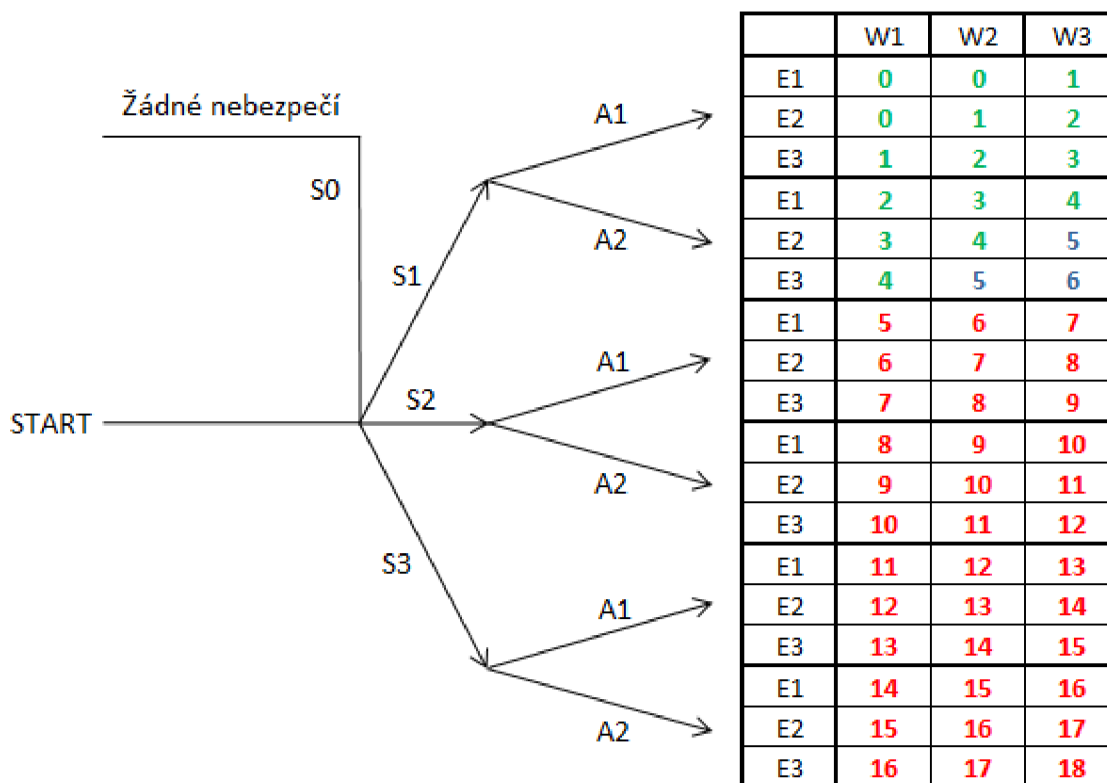 W1 W2 W3
E1 0 0 1
Žádné nebezpečí
A1
E2 0 1 2
E3 1 2 3
S0
E1 2 3 4
A2
E2 3 4 5
S1
E3 4 5 6
E1 5 6 7
A1
E2 6 7 8
S2
E3 7 8 9
START
E1 8 9 10
A2
E2 9 10 11
E3 10 11 12
S3
E1 11 12 13
A1
E2 12 13 14
E3 13 14 15
E1 14 15 16
A2
E2 15 16 17
E3 16 17 18